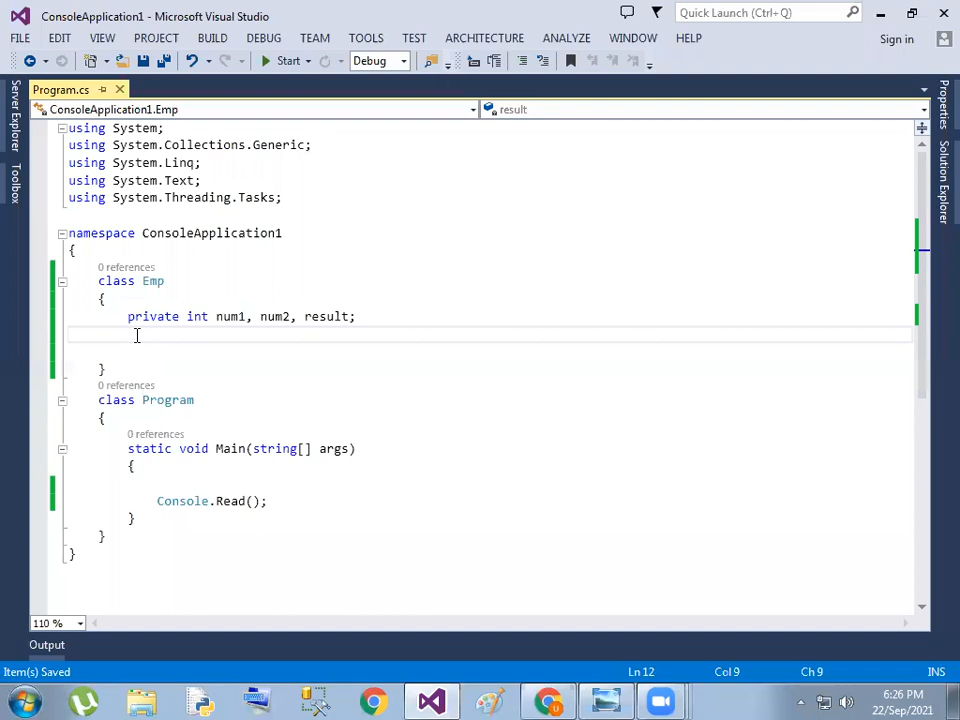 ConsoleApplication1 - Microsoft Visual Studio
Quick Launch (Ctrl+Q)
FILE EDIT VIEW PROJECT BUILD DEBUG TEAM TOOLS TEST ARCHITECTURE ANALYZE WINDOW HELP
Sign in
Start
Debug
Program.cs
ConsoleApplication1.Emp
result
Server Explorer
Toolbox
Properties
Solution Explorer
using System;
using System.Collections.Generic;
using System.Linq;
using System.Text;
using System.Threading.Tasks;
namespace ConsoleApplication1
{
0 references
class Emp
{
private int num1, num2, result;
}
0 references
class Program
{
0 references
static void Main(string[] args)
{
Console.Read();
}
}
}
110 %
Output
Item(s) Saved
Ln 12
Col 9
Ch 9
INS
6:26 PM
22/Sep/2021